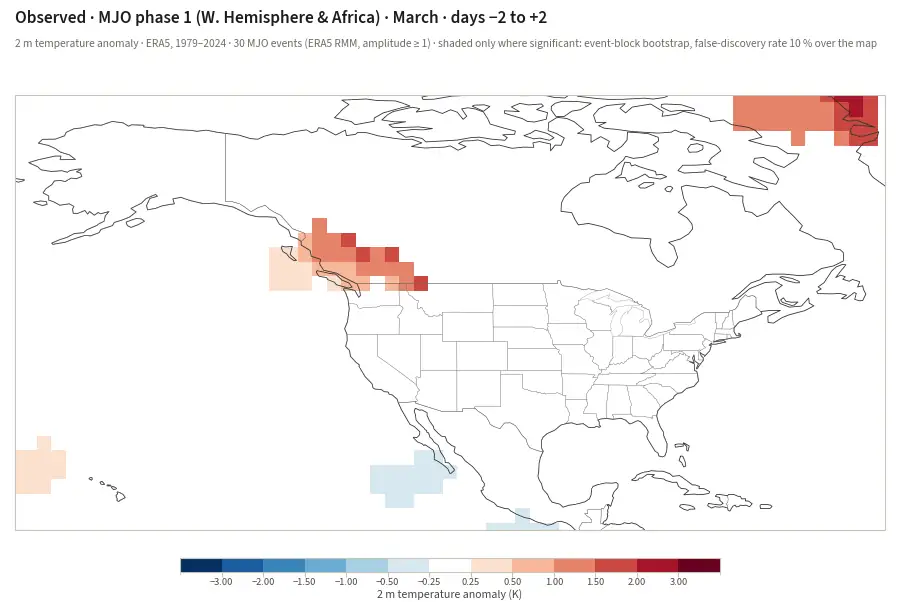 Observed · MJO phase 1 (W. Hemisphere & Africa) · March · days −2 to +2
2 m temperature anomaly · ERA5, 1979–2024 · 30 MJO events (ERA5 RMM, amplitude ≥ 1) · shaded only where significant: event-block bootstrap, false-discovery rate 10 % over the map
−3.00 −2.00 −1.50 −1.00 −0.50 −0.25 0.25 0.50 1.00 1.50 2.00 3.00
2 m temperature anomaly (K)